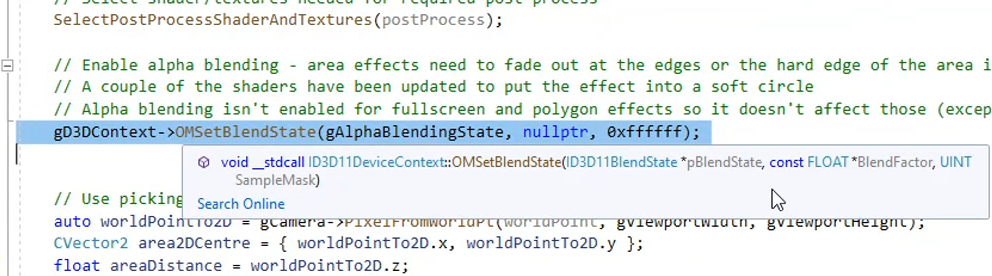 // Select shader/textures needed for required post process
SelectPostProcessShaderAndTextures(postProcess);
// Enable alpha blending - area effects need to fade out at the edges or the hard edge of the area i
// A couple of the shaders have been updated to put the effect into a soft circle
// Alpha blending isn't enabled for fullscreen and polygon effects so it doesn't affect those (excep
gD3DContext->OMSetBlendState(gAlphaBlendingState, nullptr, 0xffffff);
void __stdcall ID3D11DeviceContext::OMSetBlendState(ID3D11BlendState *pBlendState, const FLOAT *BlendFactor, UINT
SampleMask)
Search Online
// Use picking
auto worldPointTo2D = gCamera->PixelFromWorldPt(worldPoint, gViewportWidth, gViewportHeight);
CVector2 area2DCentre = { worldPointTo2D.x, worldPointTo2D.y };
float areaDistance = worldPointTo2D.z;